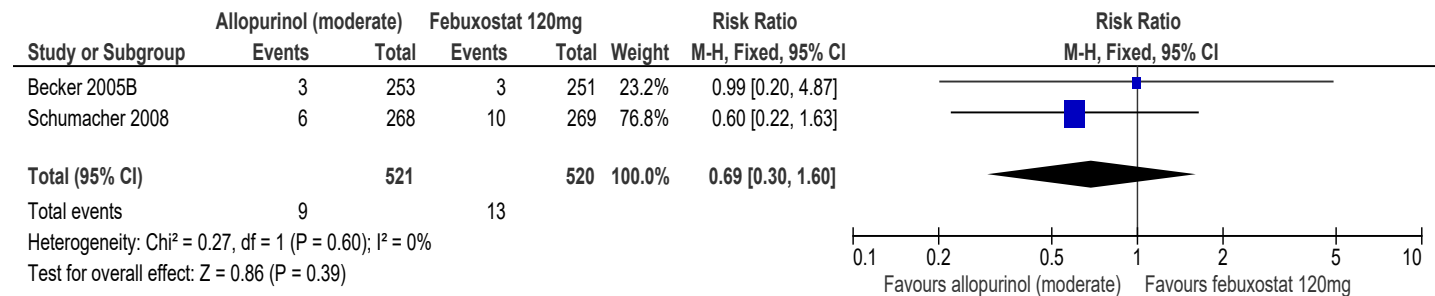 Allopurinol (moderate) Febuxostat 120mg Risk Ratio Risk Ratio
Study or Subgroup Events Total Events Total Weight M-H, Fixed, 95% CI M-H, Fixed, 95% CI
Becker 2005B 3 253 3 251 23.2% 0.99 [0.20, 4.87]
Schumacher 2008 6 268 10 269 76.8% 0.60 [0.22, 1.63]
Total (95% CI) 521 520 100.0% 0.69 [0.30, 1.60]
Total events 9 13
Heterogeneity: Chi² = 0.27, df = 1 (P = 0.60); I² = 0%
Test for overall effect: Z = 0.86 (P = 0.39)
0.1 0.2 0.5 1 2 5 10
Favours allopurinol (moderate) Favours febuxostat 120mg